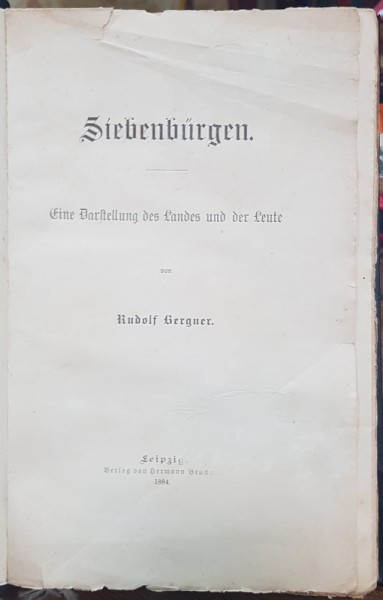 Siebenbürgen.
Eine Darstellung des Landes und der Leute
von
Rudolf Bergner.
Leipzig.
Verlag von Hermann
1884.